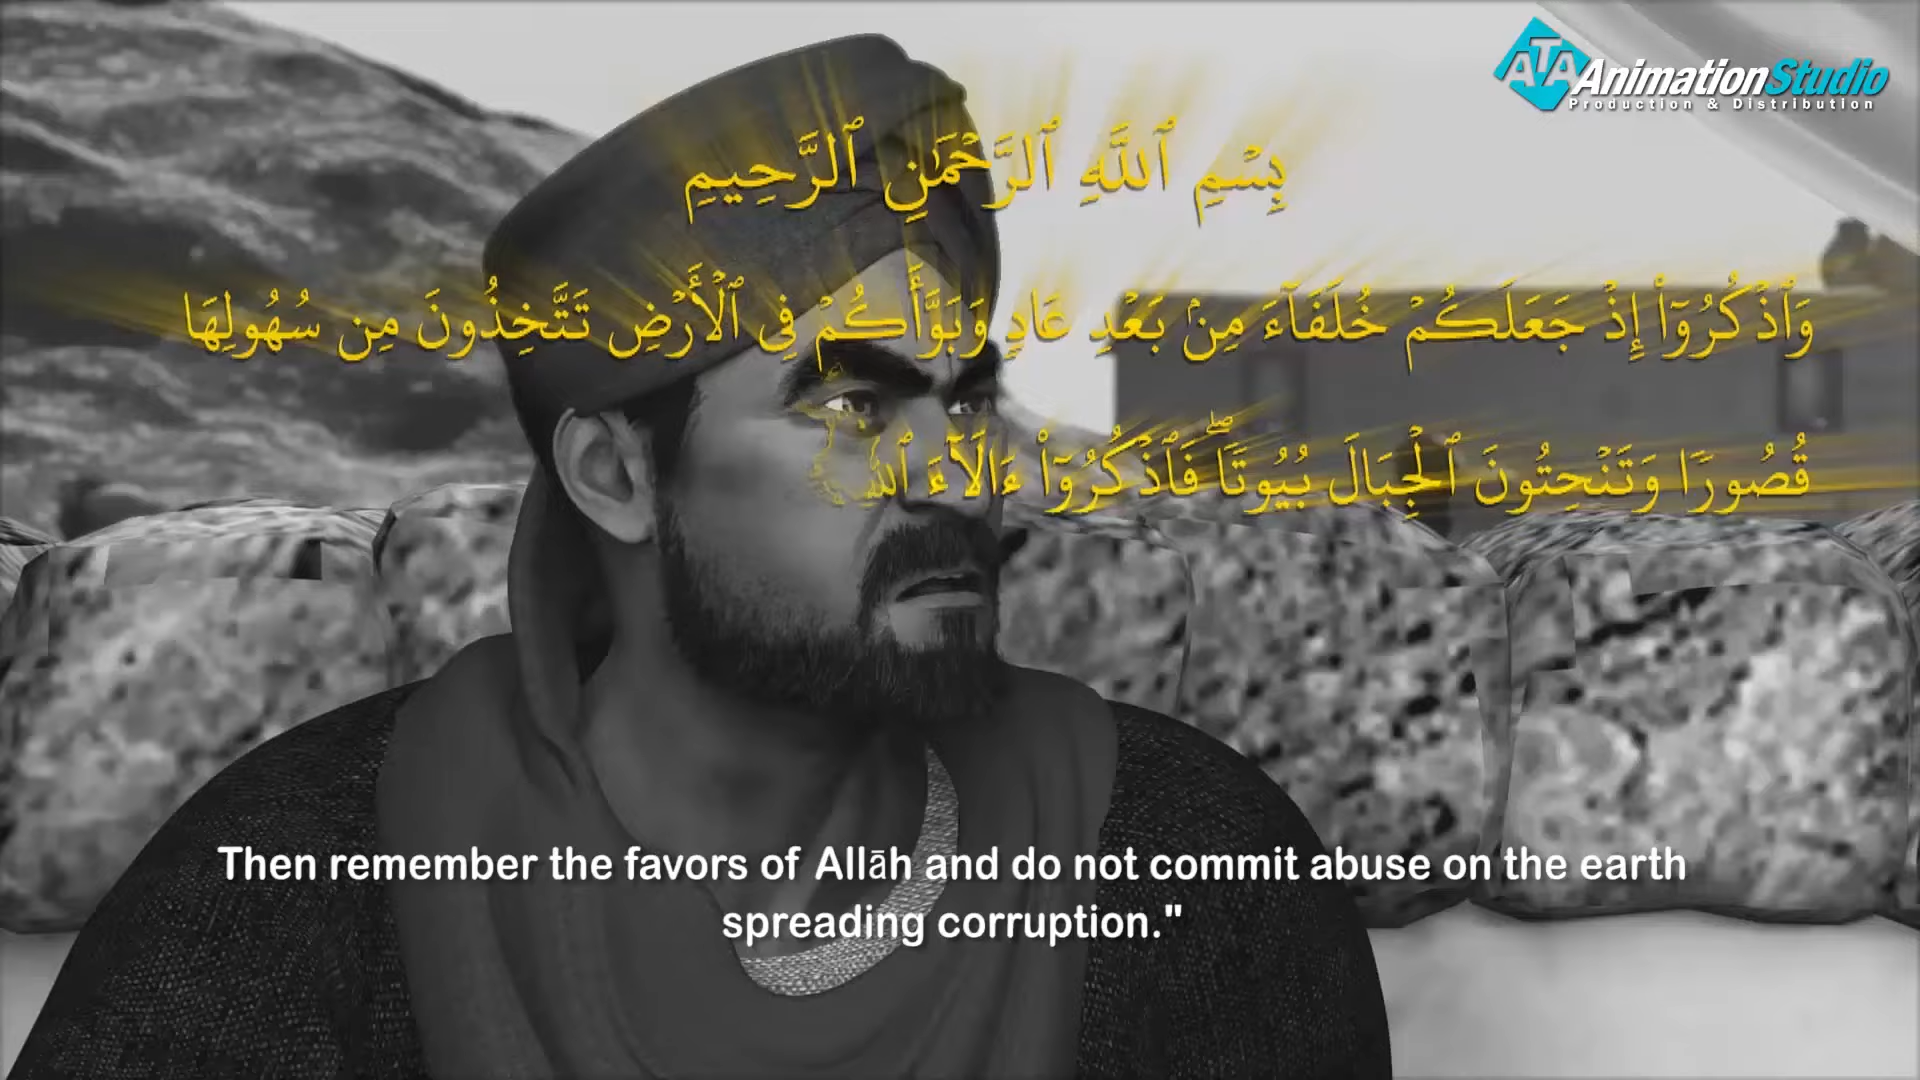 ATA AnimationStudio
Production & Distribution
بِسْمِ ٱللَّهِ ٱلرَّحْمَٰنِ ٱلرَّحِيمِ
وَٱذْكُرُوٓا۟ إِذْ جَعَلَكُمْ خُلَفَآءَ مِنۢ بَعْدِ عَادٍ وَبَوَّأَكُمْ فِى ٱلْأَرْضِ تَتَّخِذُونَ مِن سُهُولِهَا
قُصُورًا وَتَنْحِتُونَ ٱلْجِبَالَ بُيُوتًا ۖ فَٱذْكُرُوٓا۟ ءَالَآءَ ٱللَّهِ
Then remember the favors of Allāh and do not commit abuse on the earth
spreading corruption."